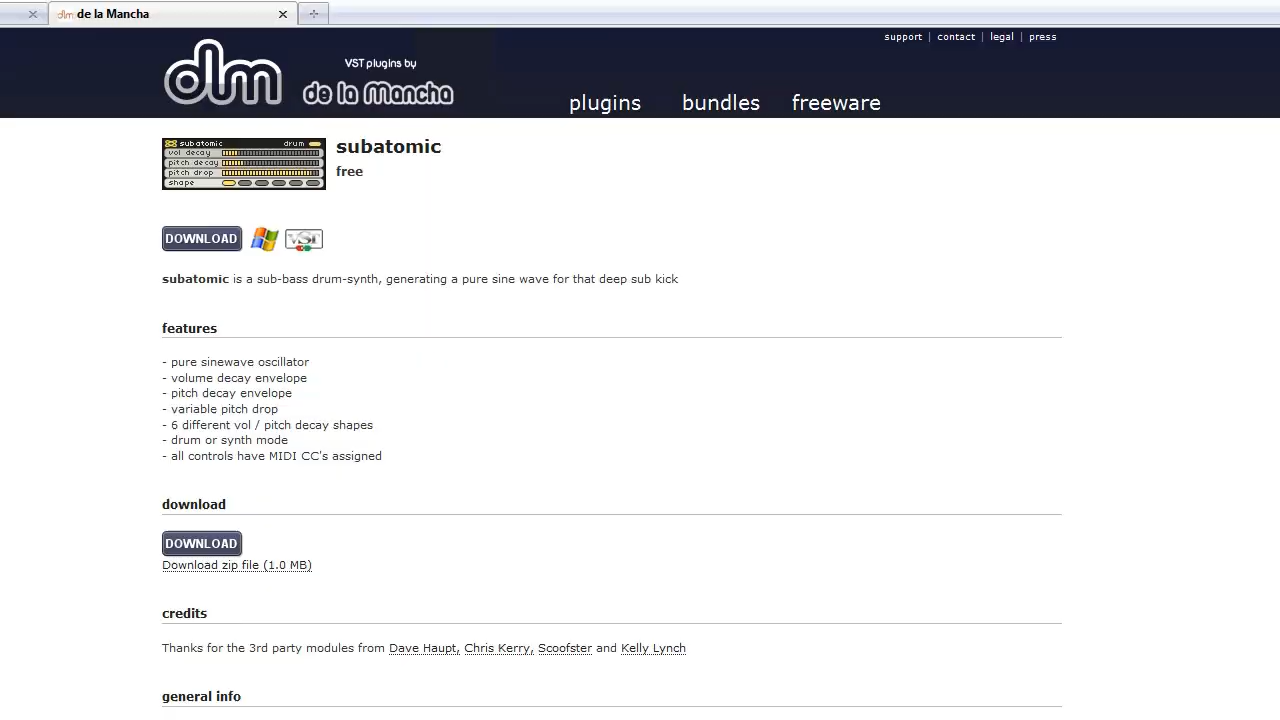 de la Mancha
support | contact | legal | press
dlm
VST plugins by
de la Mancha
plugins bundles freeware
subatomic drum
vol decay
pitch decay
pitch drop
shape
subatomic
free
DOWNLOAD
VST
subatomic is a sub-bass drum-synth, generating a pure sine wave for that deep sub kick
features
- pure sinewave oscillator
- volume decay envelope
- pitch decay envelope
- variable pitch drop
- 6 different vol / pitch decay shapes
- drum or synth mode
- all controls have MIDI CC's assigned
download
DOWNLOAD
Download zip file (1.0 MB)
credits
Thanks for the 3rd party modules from Dave Haupt, Chris Kerry, Scoofster and Kelly Lynch
general info